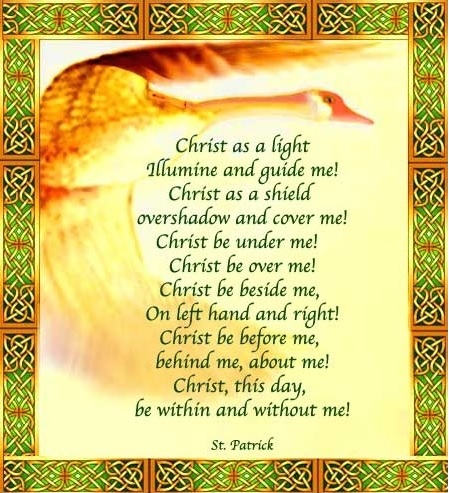 Christ as a light
Illumine and guide me!
Christ as a shield
overshadow and cover me!
Christ be under me!
Christ be over me!
Christ be beside me,
On left hand and right!
Christ be before me,
behind me, about me!
Christ, this day,
be within and without me!
St. Patrick